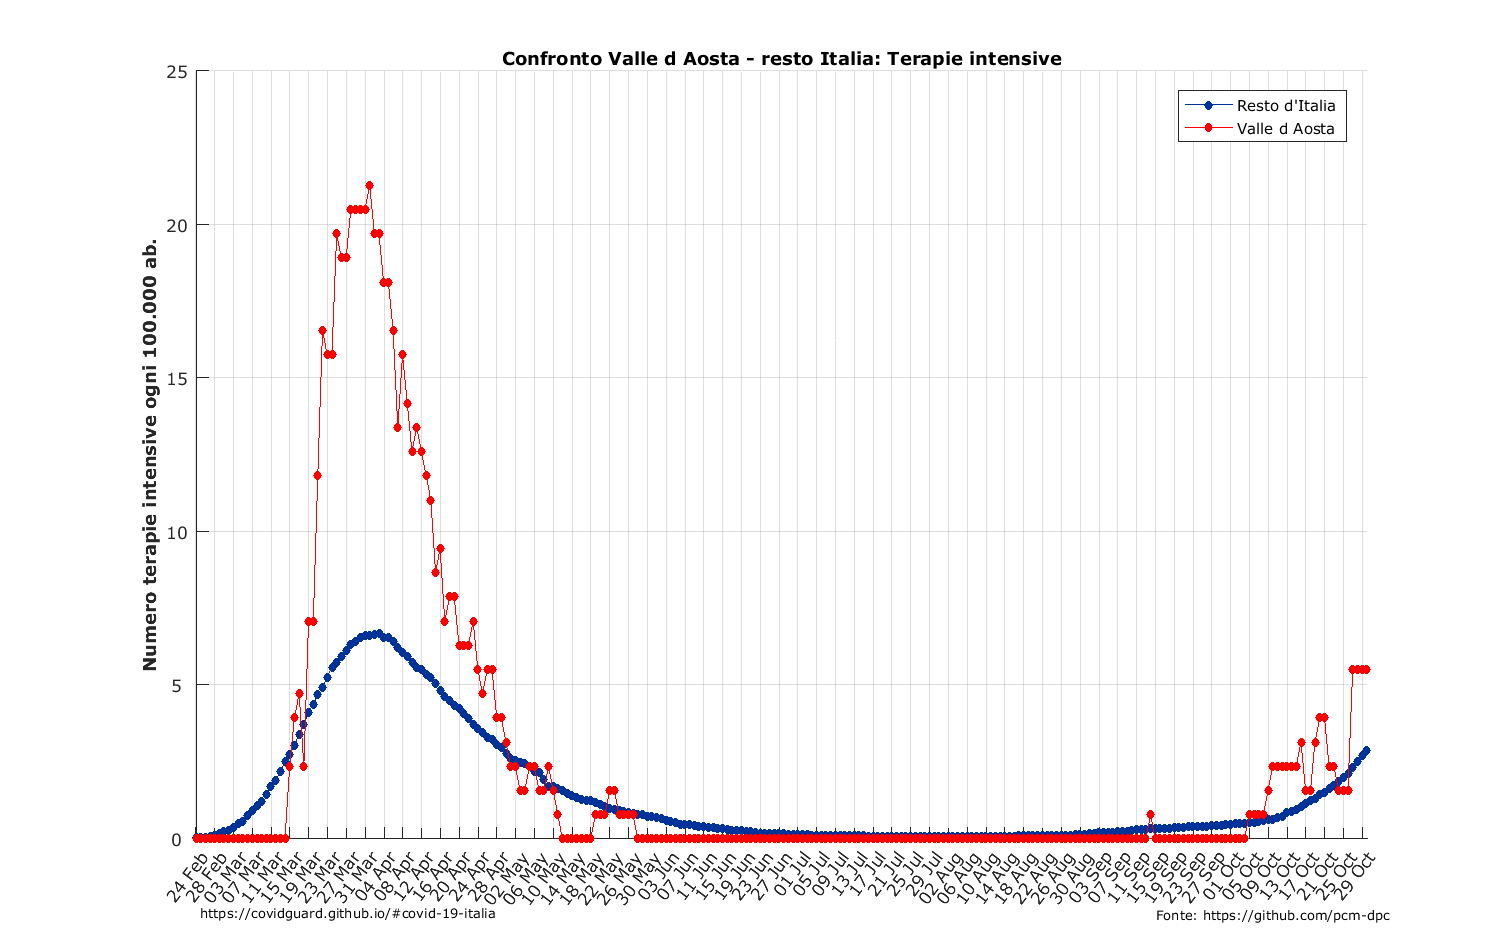 Confronto Valle d Aosta - resto Italia: Terapie intensive
Resto d'Italia
Valle d Aosta
Numero terapie intensive ogni 100.000 ab.
25
20
15
10
5
0
24 Feb
28 Feb
03 Mar
07 Mar
11 Mar
15 Mar
19 Mar
23 Mar
27 Mar
31 Mar
04 Apr
08 Apr
12 Apr
16 Apr
20 Apr
24 Apr
28 Apr
02 May
06 May
10 May
14 May
18 May
22 May
26 May
30 May
03 Jun
07 Jun
11 Jun
15 Jun
19 Jun
23 Jun
27 Jun
01 Jul
05 Jul
09 Jul
13 Jul
17 Jul
21 Jul
25 Jul
29 Jul
02 Aug
06 Aug
10 Aug
14 Aug
18 Aug
22 Aug
26 Aug
30 Aug
03 Sep
07 Sep
11 Sep
15 Sep
19 Sep
23 Sep
27 Sep
01 Oct
05 Oct
09 Oct
13 Oct
17 Oct
21 Oct
25 Oct
29 Oct
https://covidguard.github.io/#covid-19-italia
Fonte: https://github.com/pcm-dpc